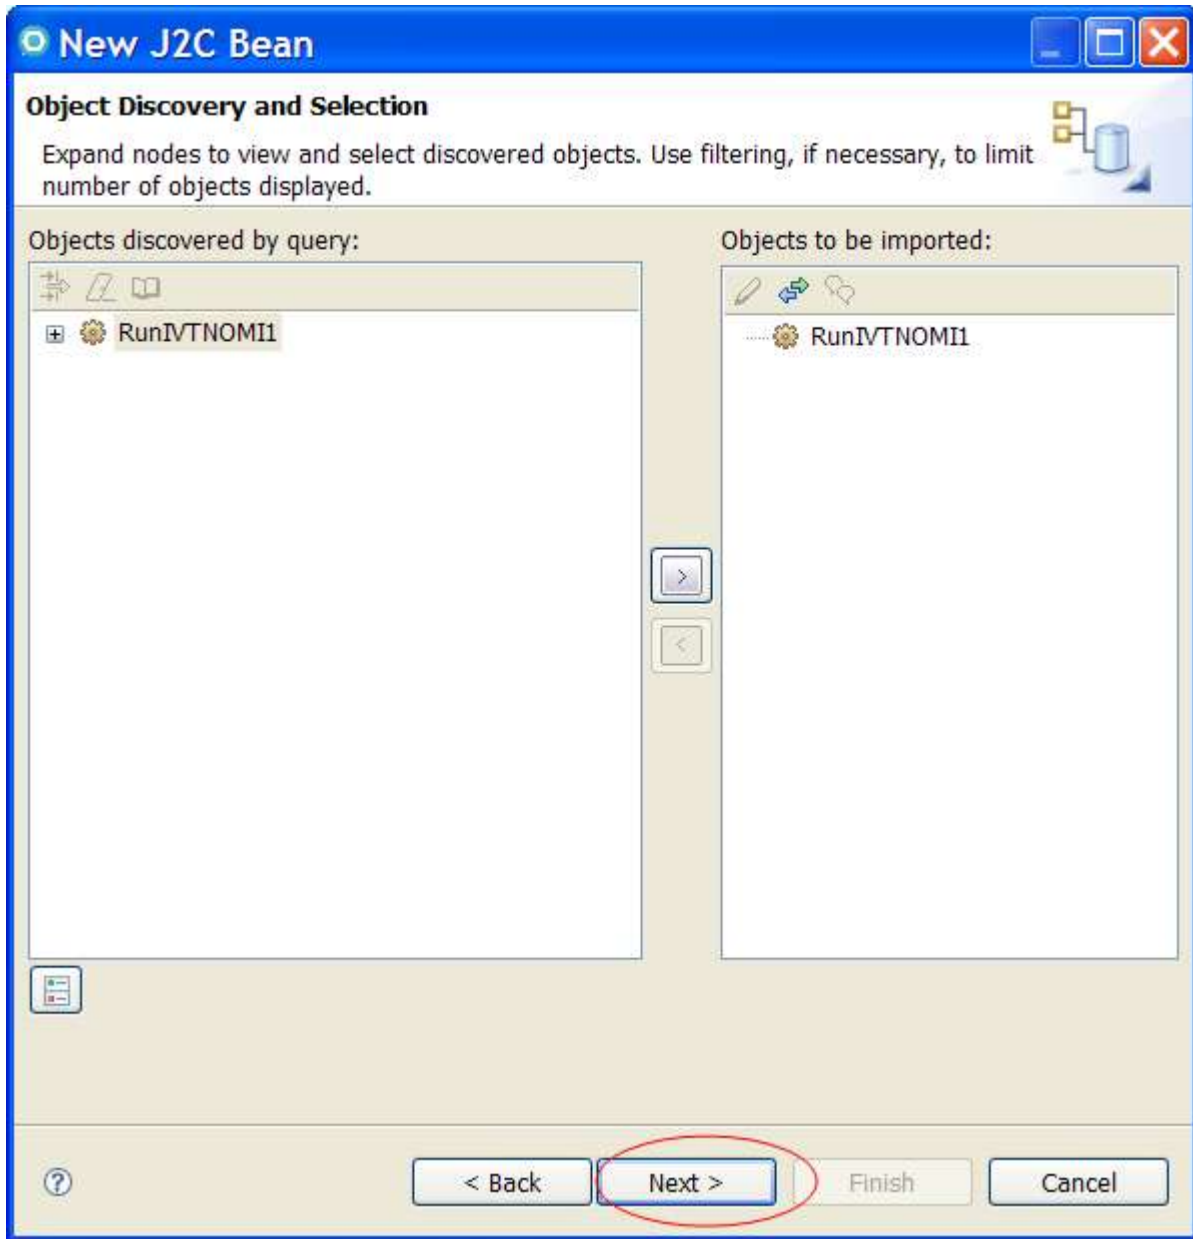 New J2C Bean
Object Discovery and Selection
Expand nodes to view and select discovered objects. Use filtering, if necessary, to limit
number of objects displayed.
Objects discovered by query:
Objects to be imported:
RunIVTNOMI1
RunIVTNOMI1
>
<
< Back
Next >
Finish
Cancel